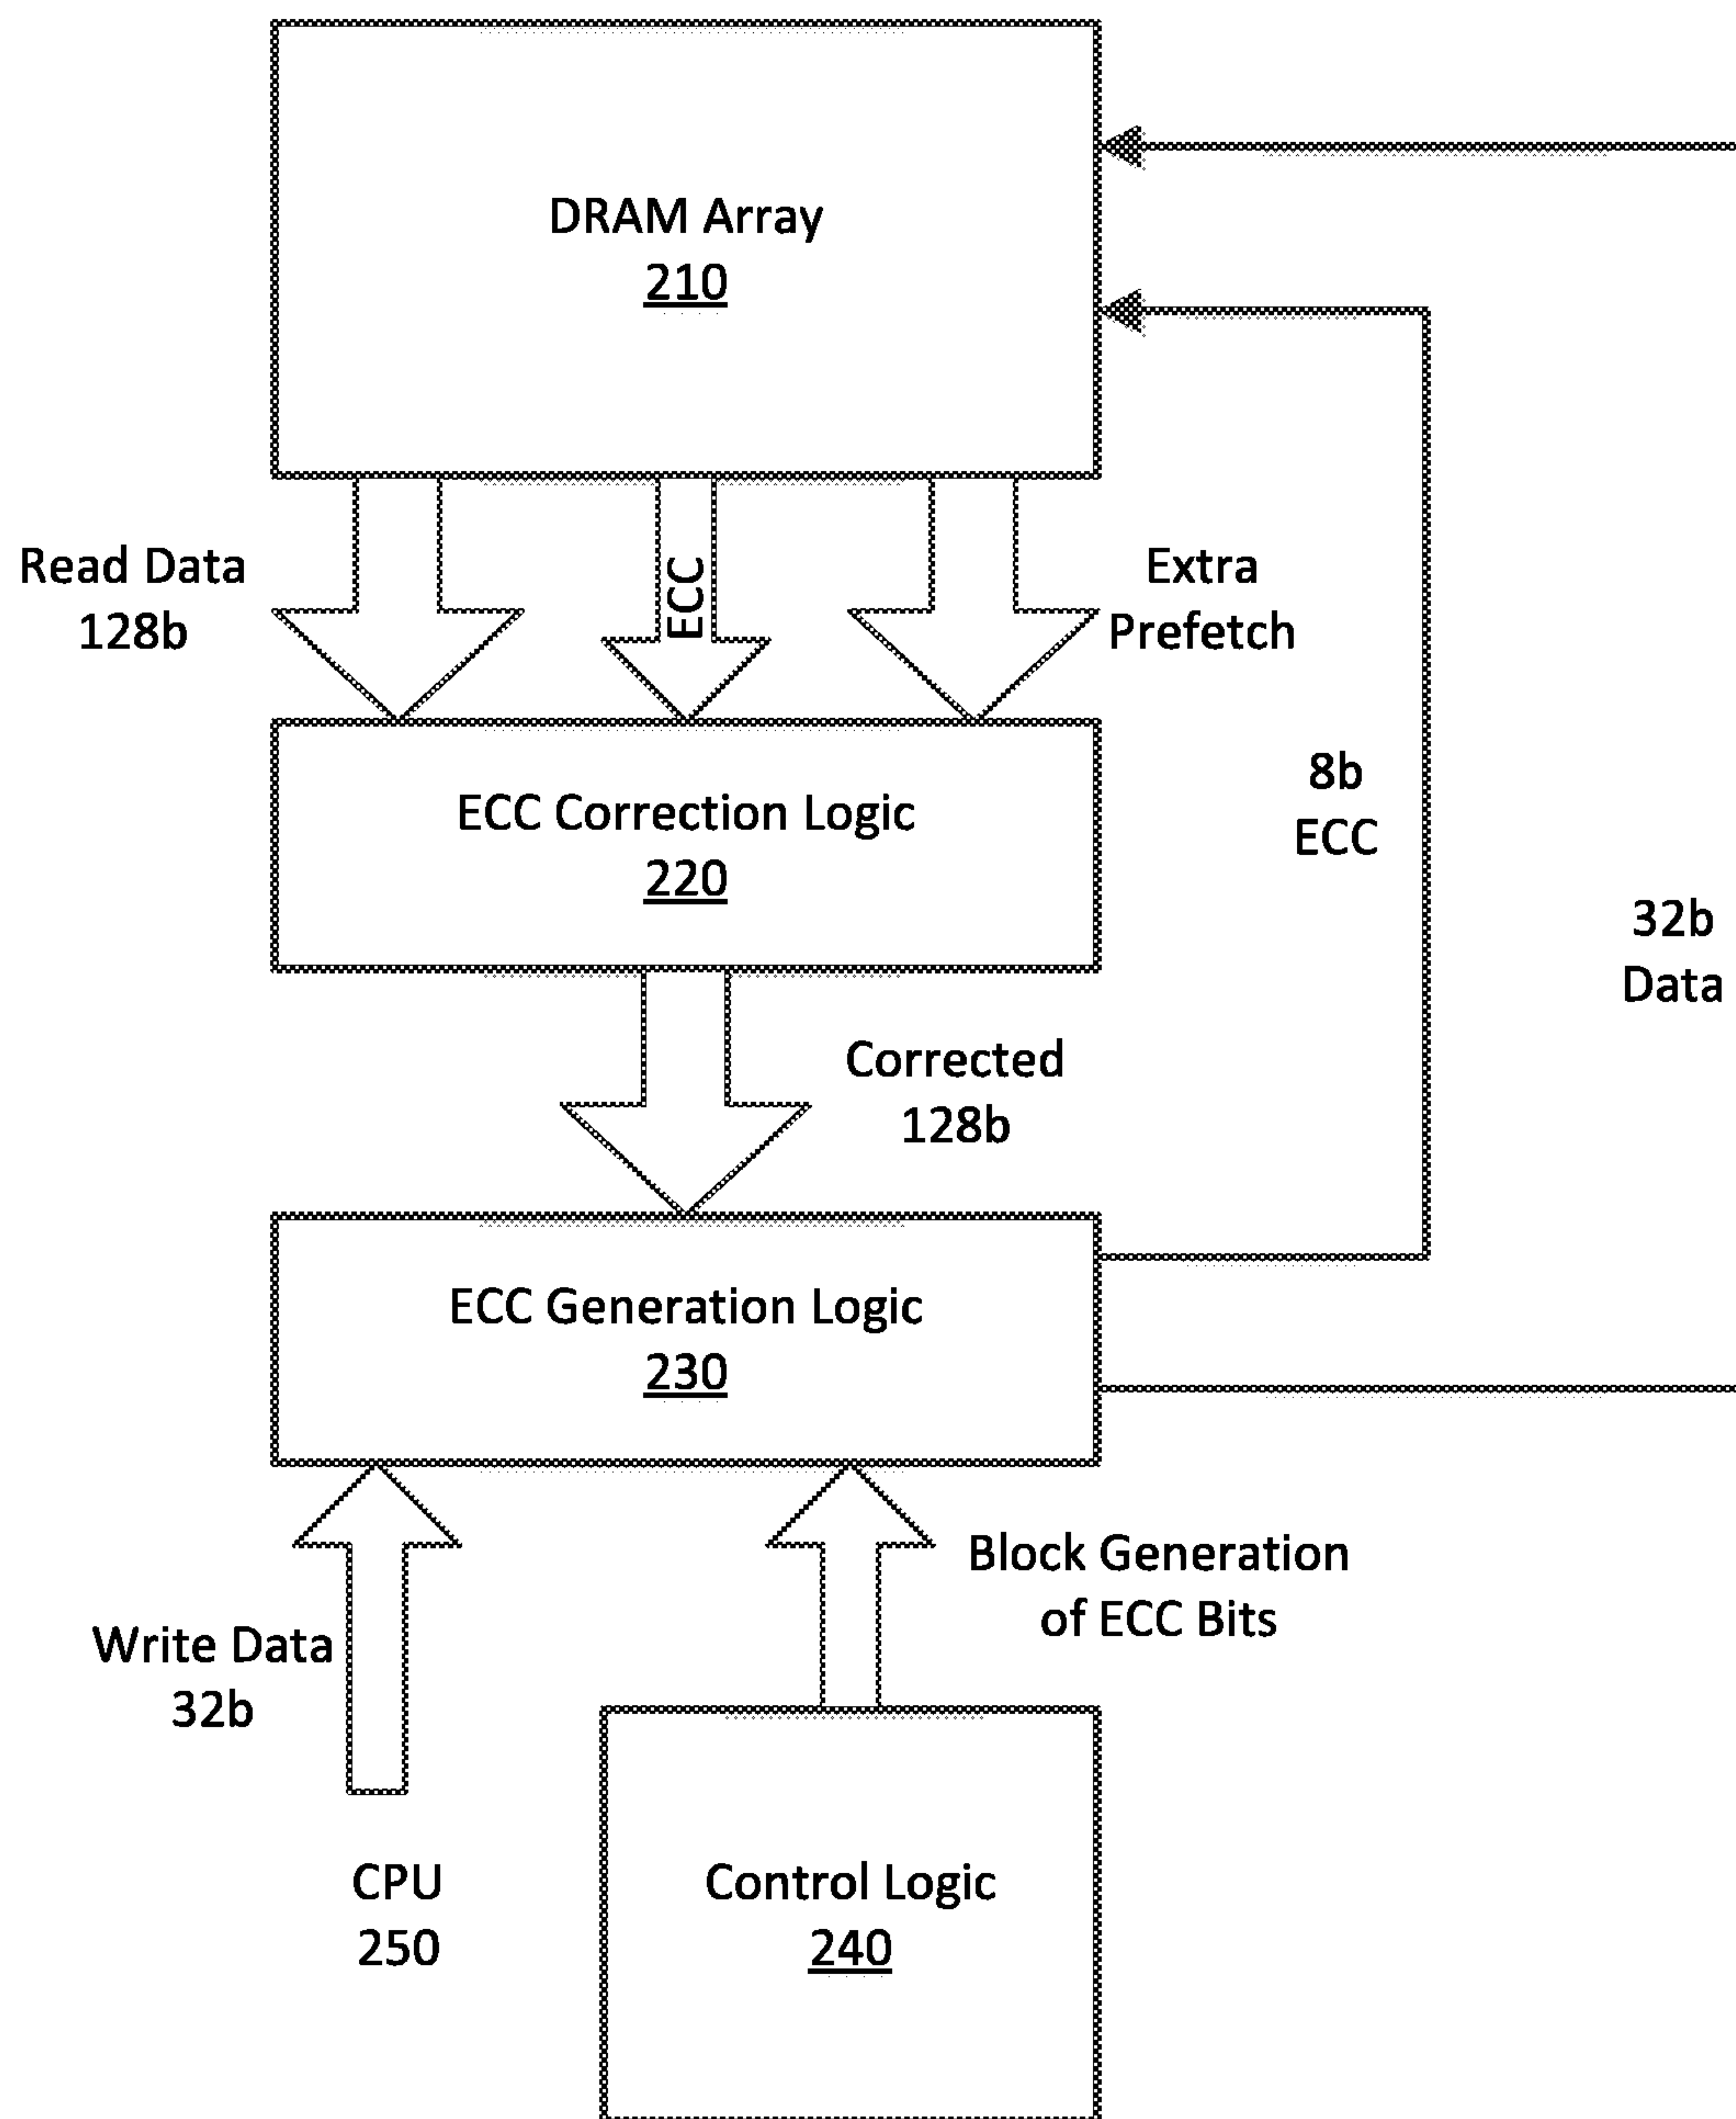 DRAM Array
210
Read Data
128b
ECC
Extra
Prefetch
ECC Correction Logic
220
8b
ECC
32b
Data
Corrected
128b
ECC Generation Logic
230
Write Data
32b
Block Generation
of ECC Bits
CPU
250
Control Logic
240